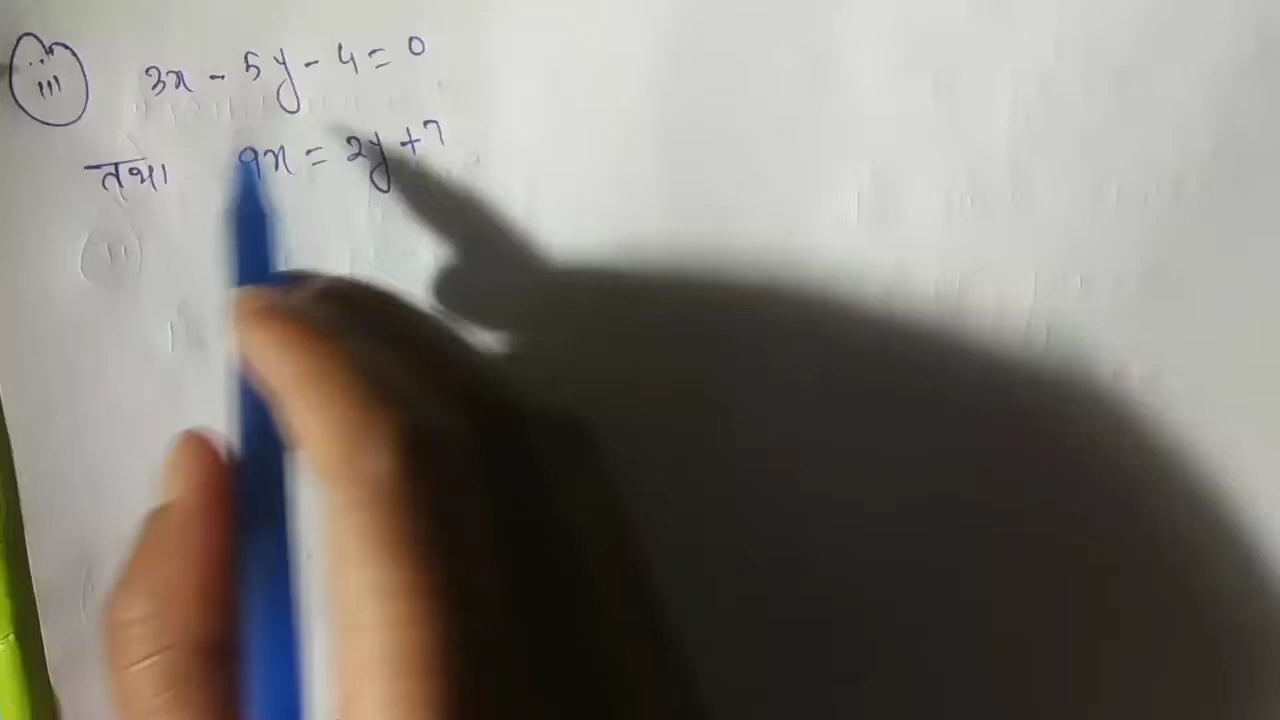 iii 3x - 5y - 4 = 0
तथा 9x = 2y + 7